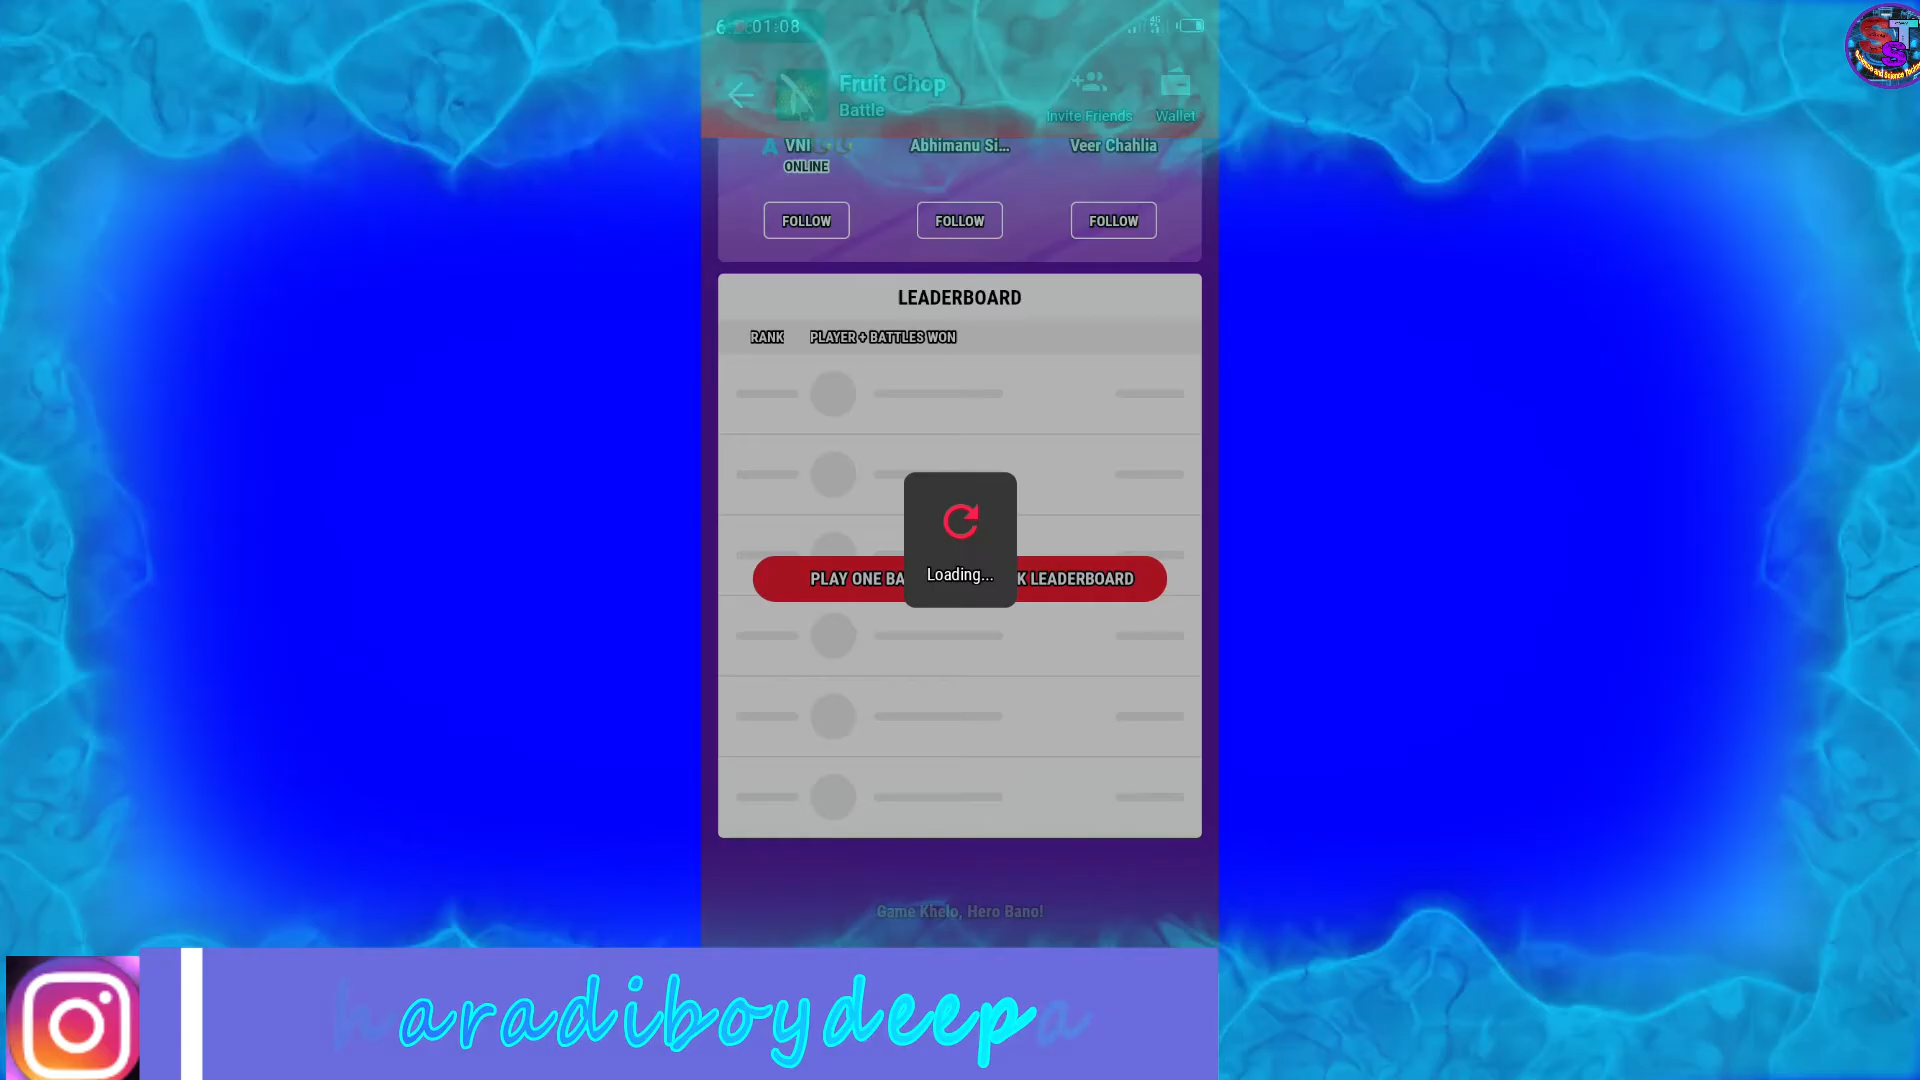 01:08
Fruit Chop
Battle
Invite Friends
Wallet
VNI
Abhimanu Si...
Veer Chahlia
ONLINE
FOLLOW
FOLLOW
FOLLOW
LEADERBOARD
RANK
PLAYER + BATTLES WON
Loading...
PLAY ONE BA
K LEADERBOARD
Game Khelo, Hero Bano!
haradiboydeepa